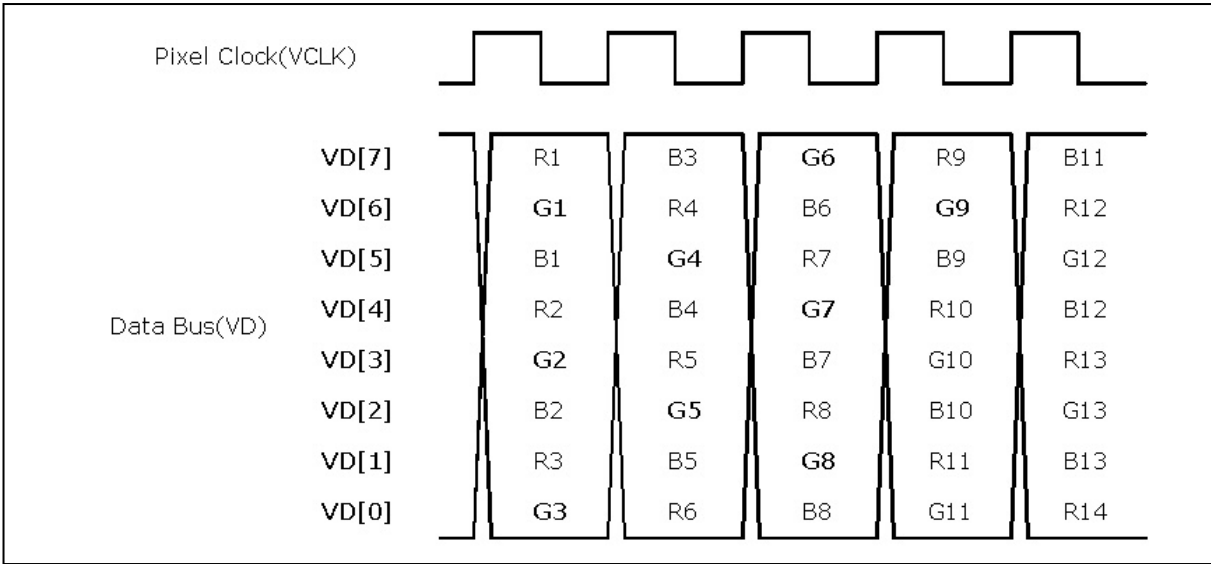 Pixel Clock(VCLK)
VD[7] R1 B3 G6 R9 B11
VD[6] G1 R4 B6 G9 R12
VD[5] B1 G4 R7 B9 G12
VD[4] R2 B4 G7 R10 B12
Data Bus(VD)
VD[3] G2 R5 B7 G10 R13
VD[2] B2 G5 R8 B10 G13
VD[1] R3 B5 G8 R11 B13
VD[0] G3 R6 B8 G11 R14